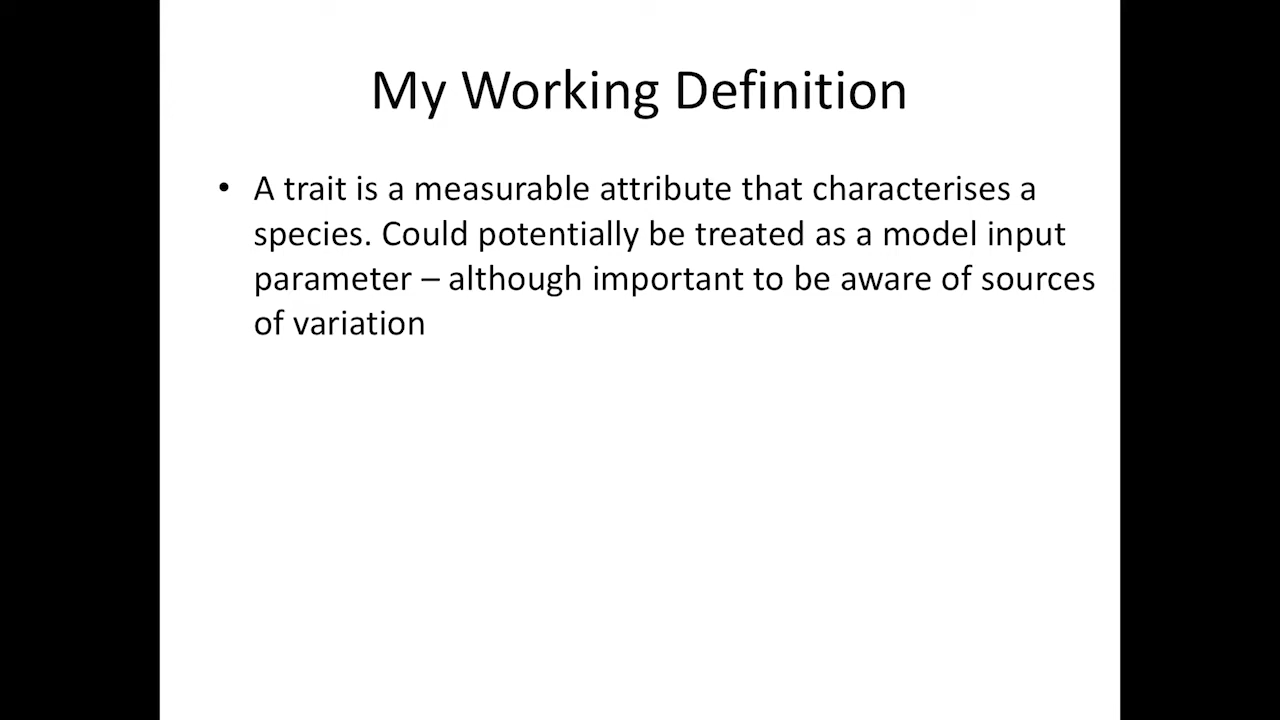 My Working Definition
• A trait is a measurable attribute that characterises a
species. Could potentially be treated as a model input
parameter – although important to be aware of sources
of variation